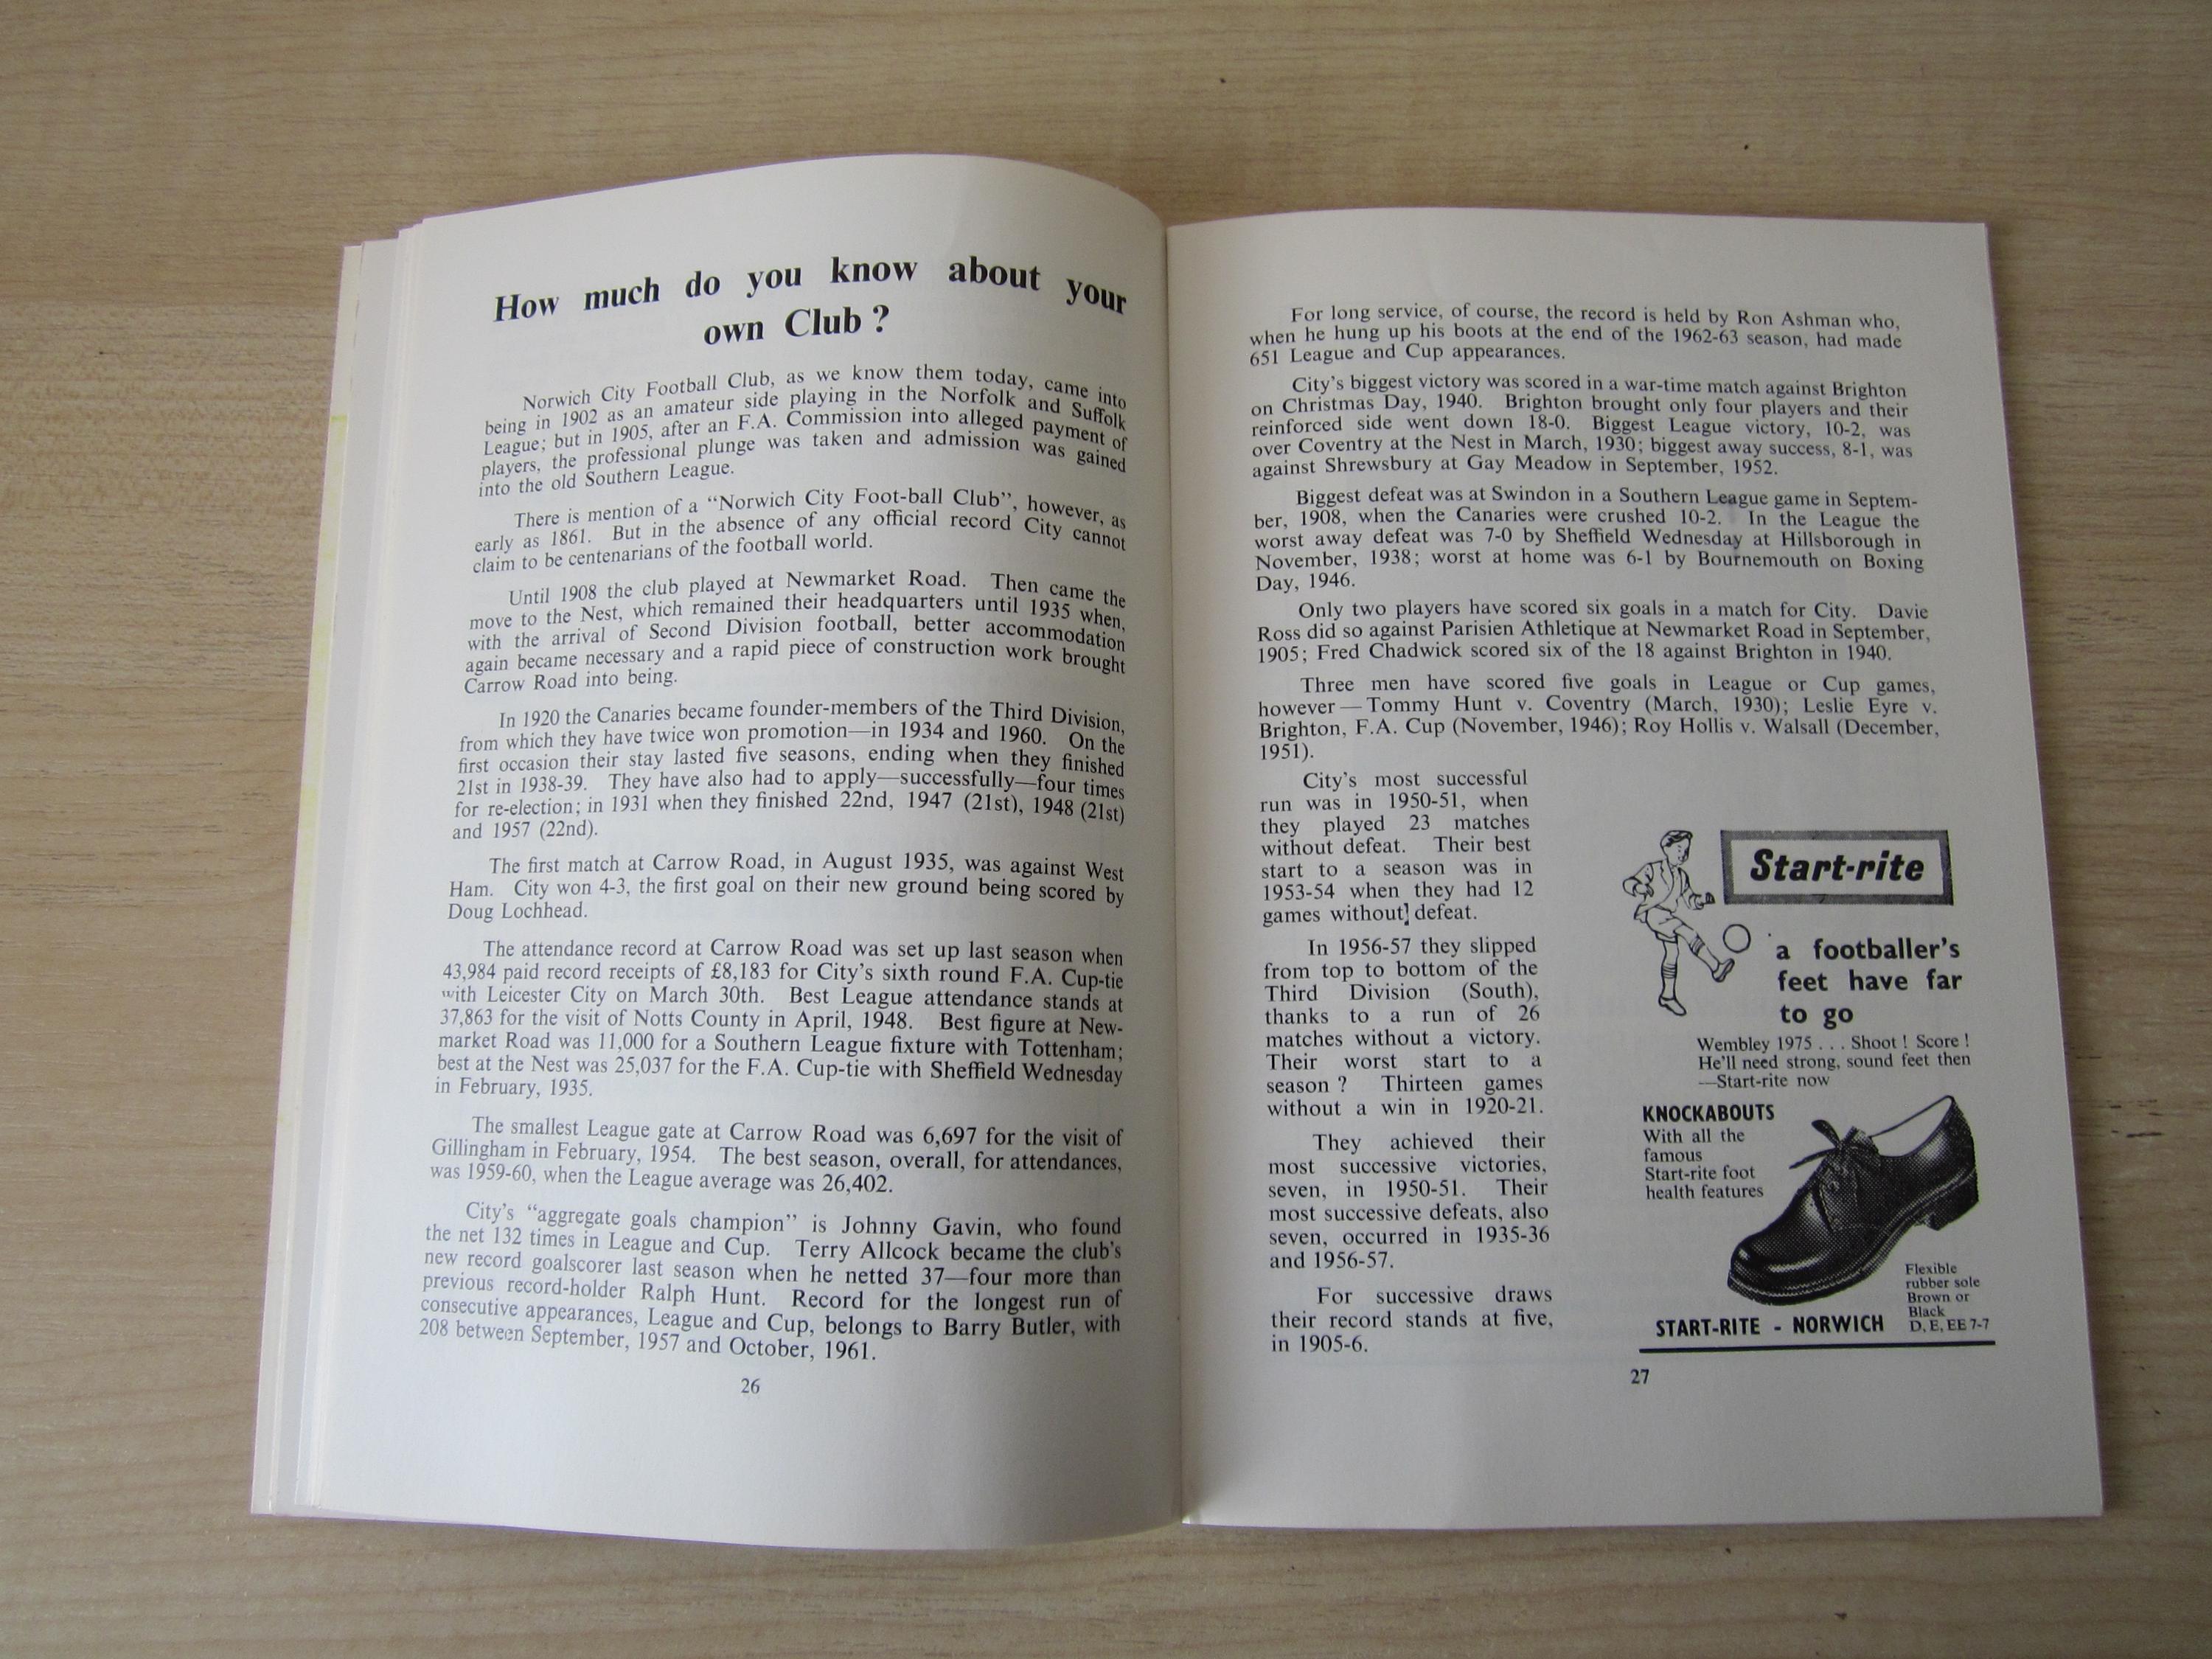 How much do you know about your
own Club ?
Norwich City Football Club, as we know them today, came into
being in 1902 as an amateur side playing in the Norfolk and Suffolk
League; but in 1905, after an F.A. Commission into alleged payment of
players, the professional plunge was taken and admission was gained
into the old Southern League.
There is mention of a “Norwich City Foot-ball Club”, however, as
early as 1861. But in the absence of any official record City cannot
claim to be centenarians of the football world.
Until 1908 the club played at Newmarket Road. Then came the
move to the Nest, which remained their headquarters until 1935 when,
with the arrival of Second Division football, better accommodation
again became necessary and a rapid piece of construction work brought
Carrow Road into being.
In 1920 the Canaries became founder-members of the Third Division,
from which they have twice won promotion—in 1934 and 1960. On the
first occasion their stay lasted five seasons, ending when they finished
21st in 1938-39. They have also had to apply—successfully—four times
for re-election; in 1931 when they finished 22nd, 1947 (21st), 1948 (21st)
and 1957 (22nd).
The first match at Carrow Road, in August 1935, was against West
Ham. City won 4-3, the first goal on their new ground being scored by
Doug Lochhead.
The attendance record at Carrow Road was set up last season when
43,984 paid record receipts of £8,183 for City’s sixth round F.A. Cup-tie
with Leicester City on March 30th. Best League attendance stands at
37,863 for the visit of Notts County in April, 1948. Best figure at New-
market Road was 11,000 for a Southern League fixture with Tottenham;
best at the Nest was 25,037 for the F.A. Cup-tie with Sheffield Wednesday
in February, 1935.
The smallest League gate at Carrow Road was 6,697 for the visit of
Gillingham in February, 1954. The best season, overall, for attendances,
was 1959-60, when the League average was 26,402.
City’s “aggregate goals champion” is Johnny Gavin, who found
the net 132 times in League and Cup. Terry Allcock became the club’s
new record goalscorer last season when he netted 37—four more than
previous record-holder Ralph Hunt. Record for the longest run of
consecutive appearances, League and Cup, belongs to Barry Butler, with
208 between September, 1957 and October, 1961.
26
For long service, of course, the record is held by Ron Ashman who,
when he hung up his boots at the end of the 1962-63 season, had made
651 League and Cup appearances.
City’s biggest victory was scored in a war-time match against Brighton
on Christmas Day, 1940. Brighton brought only four players and their
reinforced side went down 18-0. Biggest League victory, 10-2, was
over Coventry at the Nest in March, 1930; biggest away success, 8-1, was
against Shrewsbury at Gay Meadow in September, 1952.
Biggest defeat was at Swindon in a Southern League game in Septem-
ber, 1908, when the Canaries were crushed 10-2. In the League the
worst away defeat was 7-0 by Sheffield Wednesday at Hillsborough in
November, 1938; worst at home was 6-1 by Bournemouth on Boxing
Day, 1946.
Only two players have scored six goals in a match for City. Davie
Ross did so against Parisien Athletique at Newmarket Road in September,
1905; Fred Chadwick scored six of the 18 against Brighton in 1940.
Three men have scored five goals in League or Cup games,
however—Tommy Hunt v. Coventry (March, 1930); Leslie Eyre v.
Brighton, F.A. Cup (November, 1946); Roy Hollis v. Walsall (December,
1951).
City’s most successful
run was in 1950-51, when
they played 23 matches
without defeat. Their best
start to a season was in
1953-54 when they had 12
games without] defeat.
In 1956-57 they slipped
from top to bottom of the
Third Division (South),
thanks to a run of 26
matches without a victory.
Their worst start to a
season ? Thirteen games
without a win in 1920-21.
They achieved their
most successive victories,
seven, in 1950-51. Their
most successive defeats, also
seven, occurred in 1935-36
and 1956-57.
For successive draws
their record stands at five,
in 1905-6.
Start-rite
a footballer’s
feet have far
to go
Wembley 1975 . . . Shoot ! Score !
He’ll need strong, sound feet then
—Start-rite now
KNOCKABOUTS
With all the
famous
Start-rite foot
health features
Flexible
rubber sole
Brown or
Black
D, E, EE 7-7
START-RITE - NORWICH
27